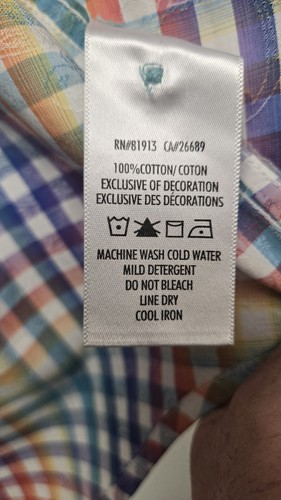 RN#81913 CA#26689
100%COTTON/COTON
EXCLUSIVE OF DECORATION
EXCLUSIVE DES DÉCORATIONS
MACHINE WASH COLD WATER
MILD DETERGENT
DO NOT BLEACH
LINE DRY
COOL IRON